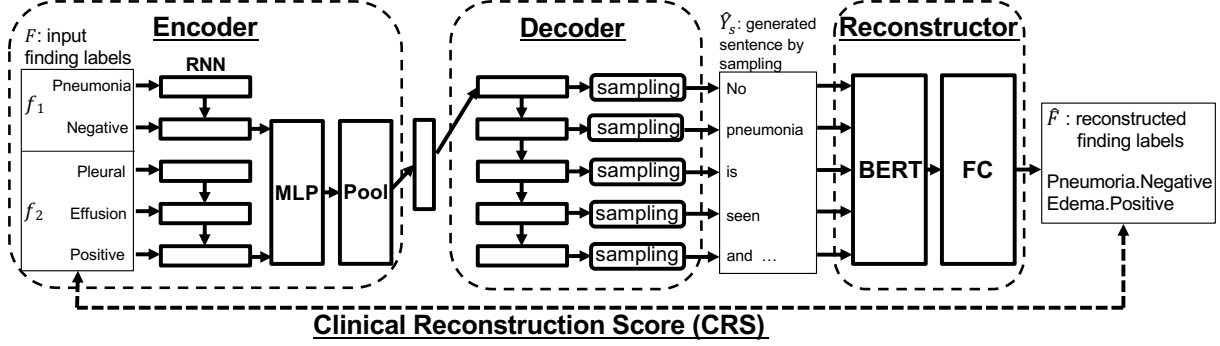 Encoder
Decoder
Reconstructor
F: input
finding labels
RNN
f1
Pneumonia
Negative
f2
Pleural
Effusion
Positive
MLP
Pool
sampling
sampling
sampling
sampling
sampling
Ŷs: generated
sentence by
sampling
No
pneumonia
is
seen
and ...
BERT
FC
F̂ : reconstructed
finding labels
Pneumoria.Negative
Edema.Positive
Clinical Reconstruction Score (CRS)